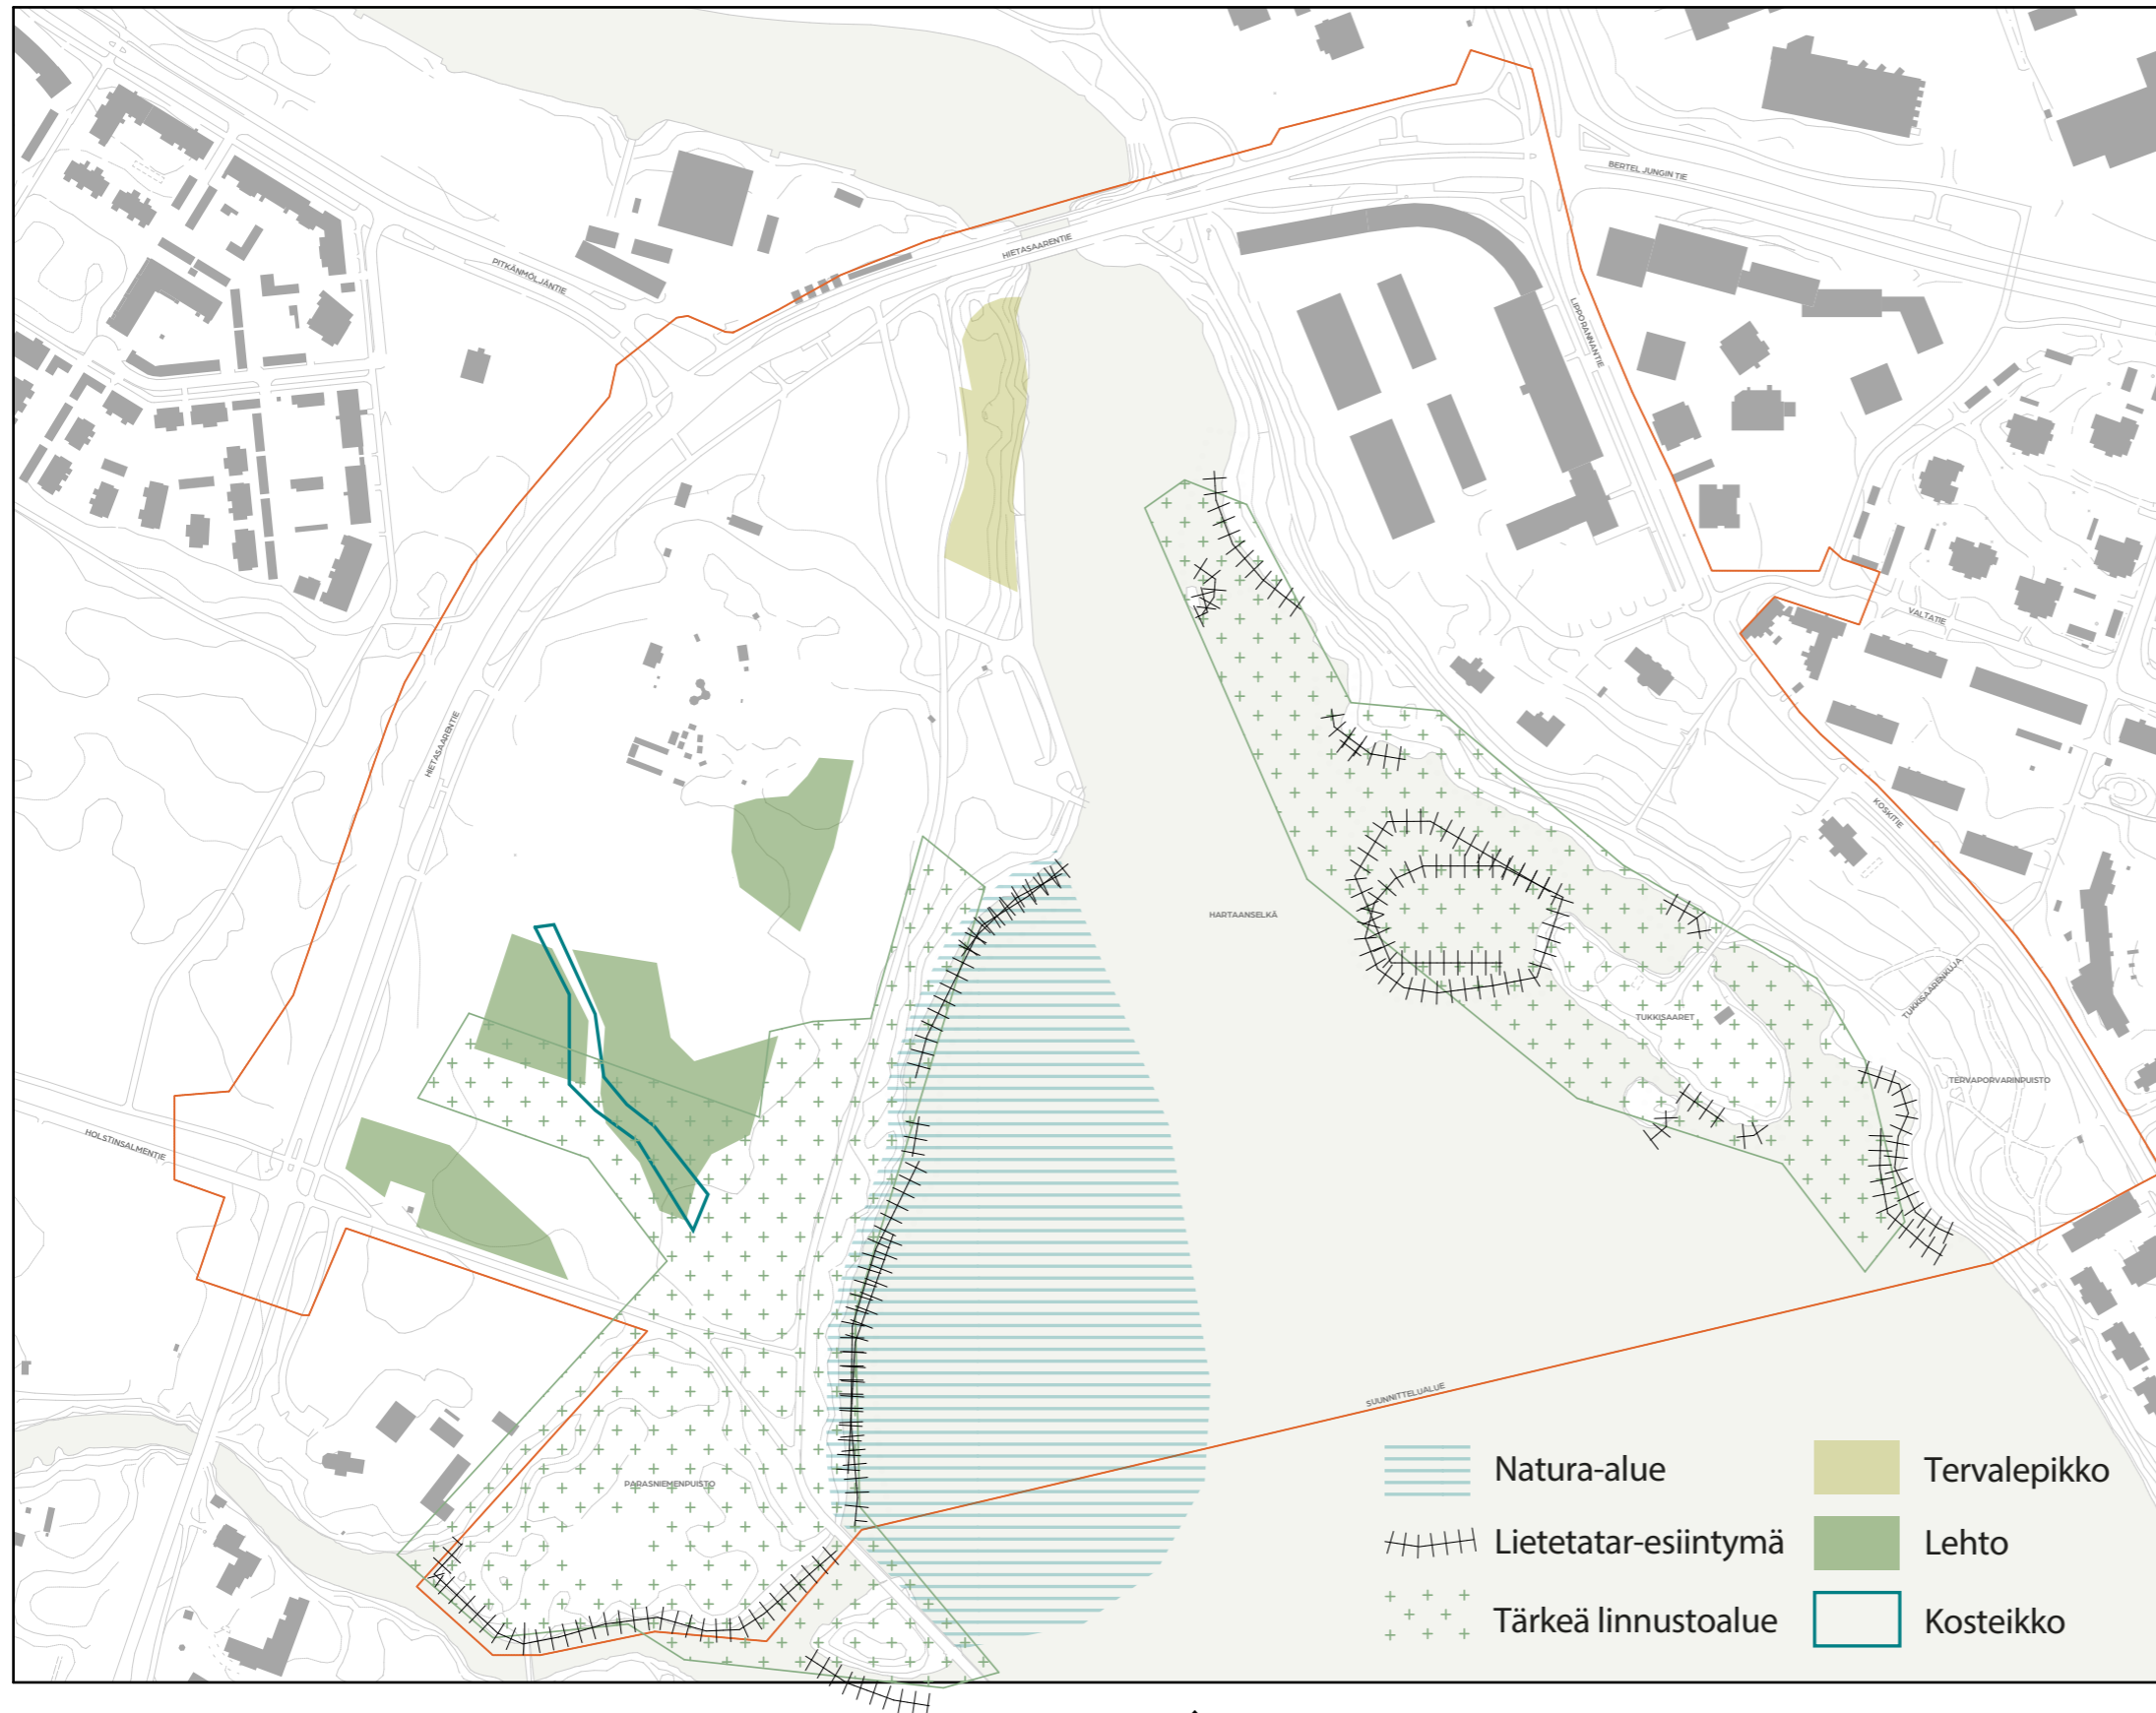 BERTEL JUNGIN TIE
HIETASAARENTIE
PITKÄNMÖLJÄNTIE
LIPPORANNANTIE
VALTATIE
HIETASAARENTIE
KOSKITIE
HARTAANSELKÄ
TUKKISAARENKUJA
TUKKISAARET
TERVAPORVARINPUISTO
HOLSTINSALMENTIE
SUUNNITTELUALUE
PARASNIEMENPUISTO
Natura-alue
Lietetatar-esiintymä
Tärkeä linnustoalue
Tervalepikko
Lehto
Kosteikko